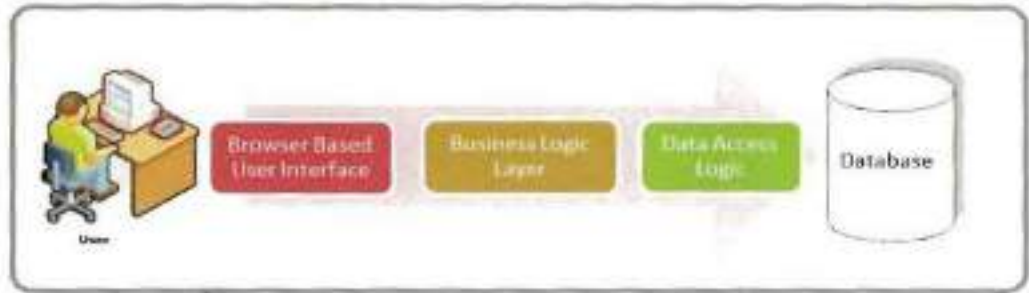 User
Browser Based
User Interface
Business Logic
Layer
Data Access
Logic
Database